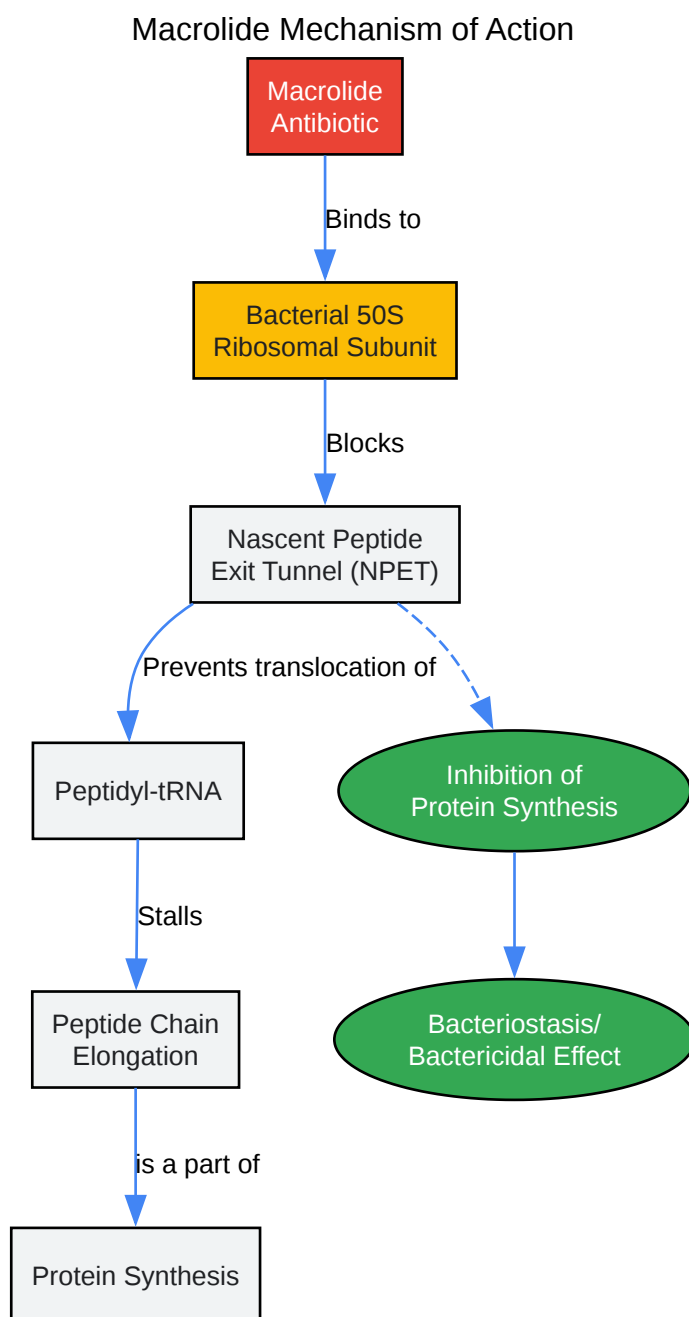 Macrolide Mechanism of Action
Macrolide
Antibiotic
Binds to
Bacterial 50S
Ribosomal Subunit
Blocks
Nascent Peptide
Exit Tunnel (NPET)
Prevents translocation of
Peptidyl-tRNA
Inhibition of
Protein Synthesis
Stalls
Peptide Chain
Elongation
Bacteriostasis/
Bactericidal Effect
is a part of
Protein Synthesis